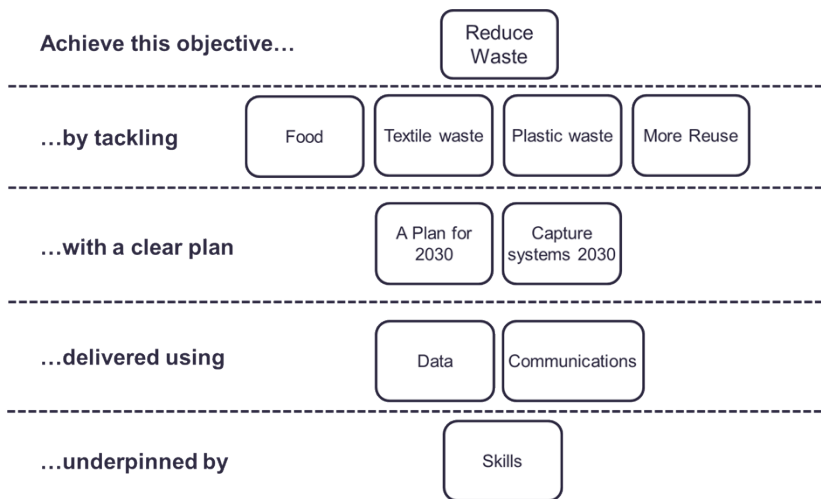 Achieve this objective…
Reduce
Waste
…by tackling
Food
Textile waste
Plastic waste
More Reuse
…with a clear plan
A Plan for
2030
Capture
systems 2030
…delivered using
Data
Communications
…underpinned by
Skills